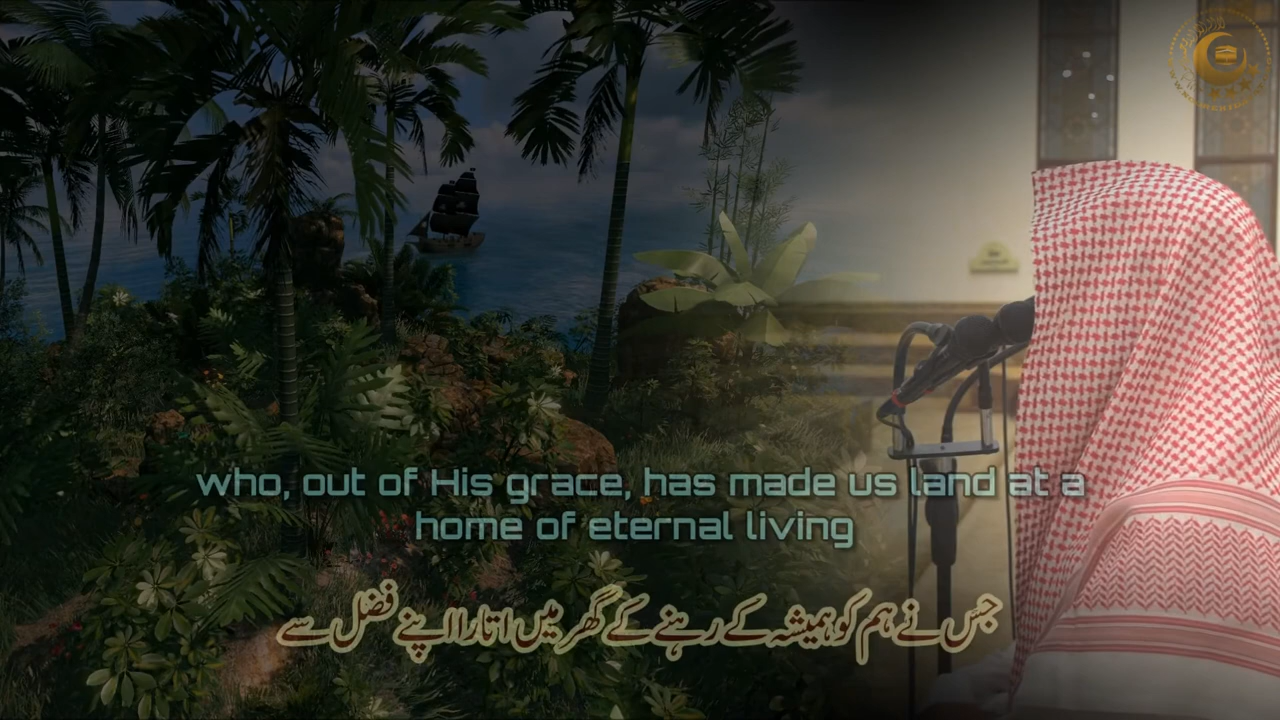 who, out of His grace, has made us land at a
home of eternal living
جس نے ہم کو ہمیشہ کے رہنے کے گھر میں اتارا اپنے فضل سے